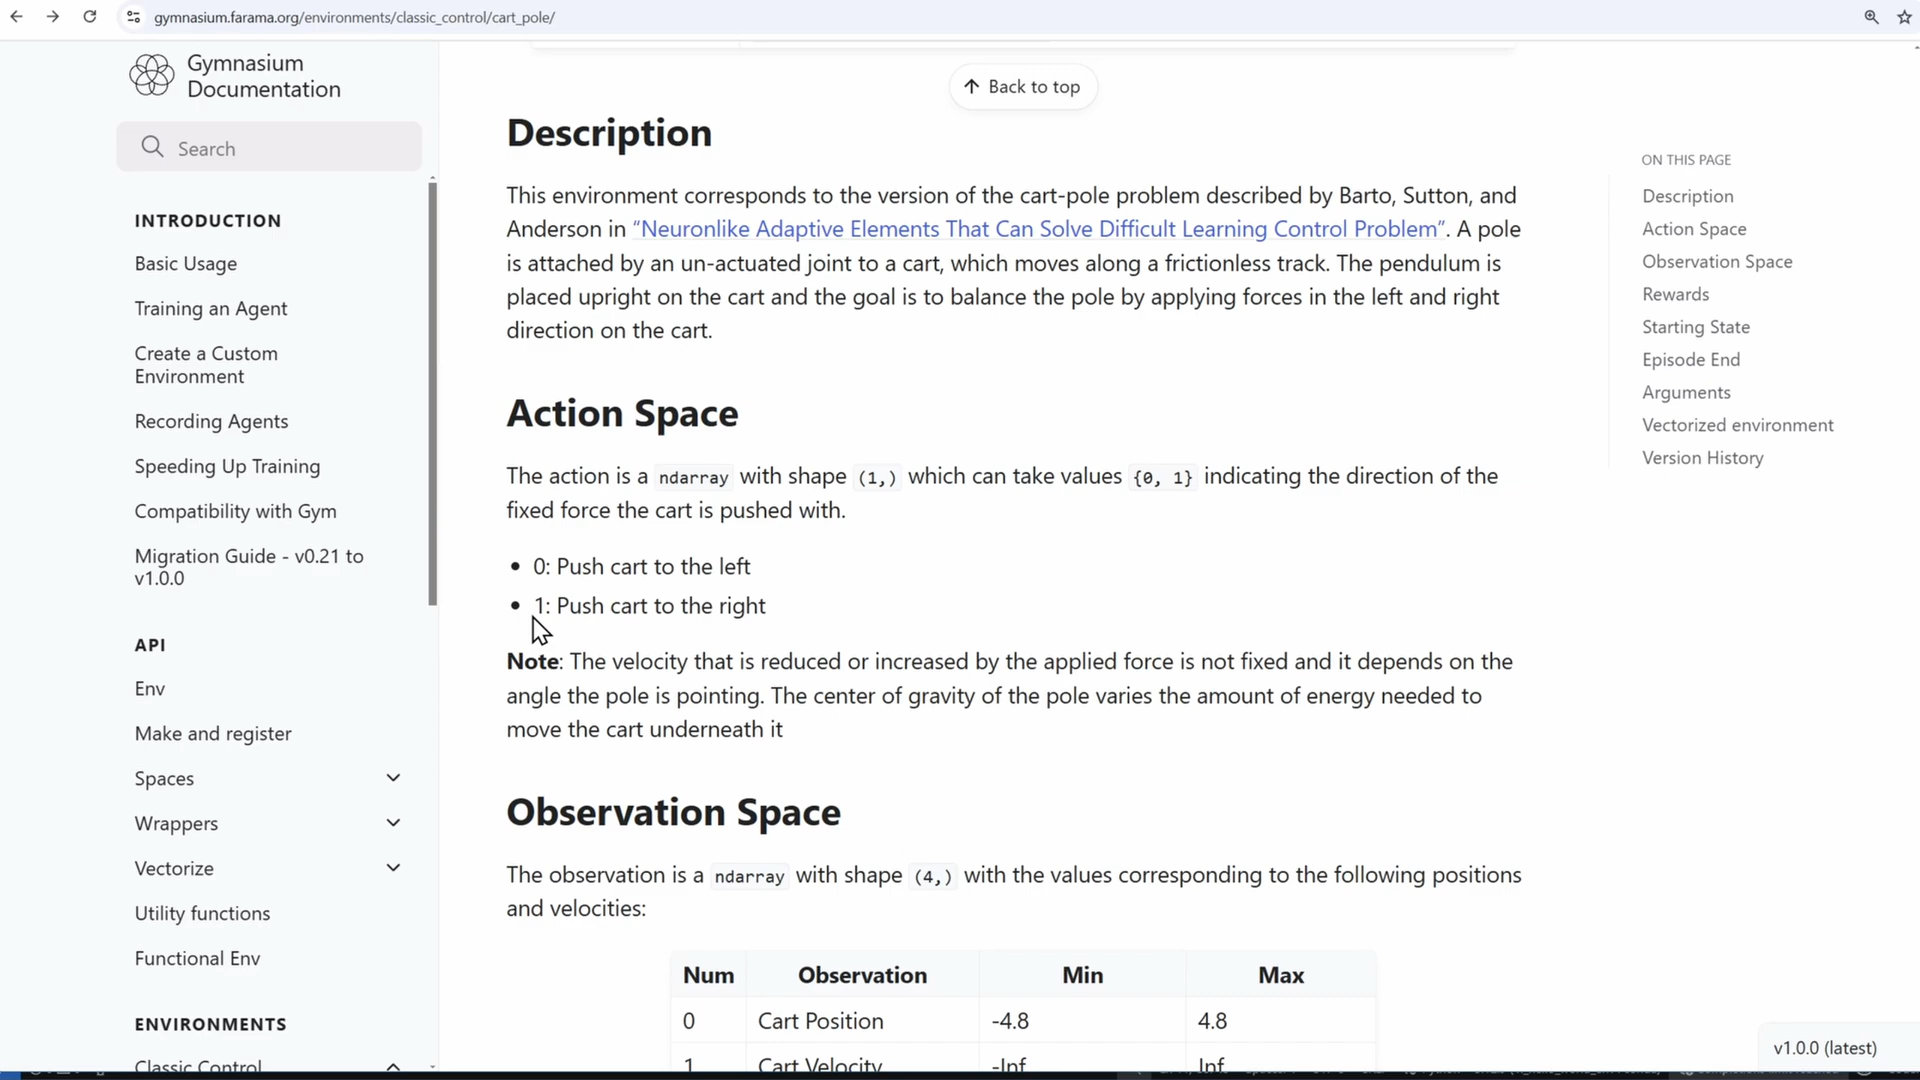 gymnasium.farama.org/environments/classic_control/cart_pole/
Gymnasium
Documentation
Search
INTRODUCTION
Basic Usage
Training an Agent
Create a Custom
Environment
Recording Agents
Speeding Up Training
Compatibility with Gym
Migration Guide - v0.21 to
v1.0.0
API
Env
Make and register
Spaces
Wrappers
Vectorize
Utility functions
Functional Env
ENVIRONMENTS
Classic Control
Back to top
Description
This environment corresponds to the version of the cart-pole problem described by Barto, Sutton, and
Anderson in “Neuronlike Adaptive Elements That Can Solve Difficult Learning Control Problem”. A pole
is attached by an un-actuated joint to a cart, which moves along a frictionless track. The pendulum is
placed upright on the cart and the goal is to balance the pole by applying forces in the left and right
direction on the cart.
Action Space
The action is a ndarray with shape (1,) which can take values {0, 1} indicating the direction of the
fixed force the cart is pushed with.
• 0: Push cart to the left
• 1: Push cart to the right
Note: The velocity that is reduced or increased by the applied force is not fixed and it depends on the
angle the pole is pointing. The center of gravity of the pole varies the amount of energy needed to
move the cart underneath it
Observation Space
The observation is a ndarray with shape (4,) with the values corresponding to the following positions
and velocities:
Num Observation Min Max
0 Cart Position -4.8 4.8
1 Cart Velocity -Inf Inf
ON THIS PAGE
Description
Action Space
Observation Space
Rewards
Starting State
Episode End
Arguments
Vectorized environment
Version History
v1.0.0 (latest)